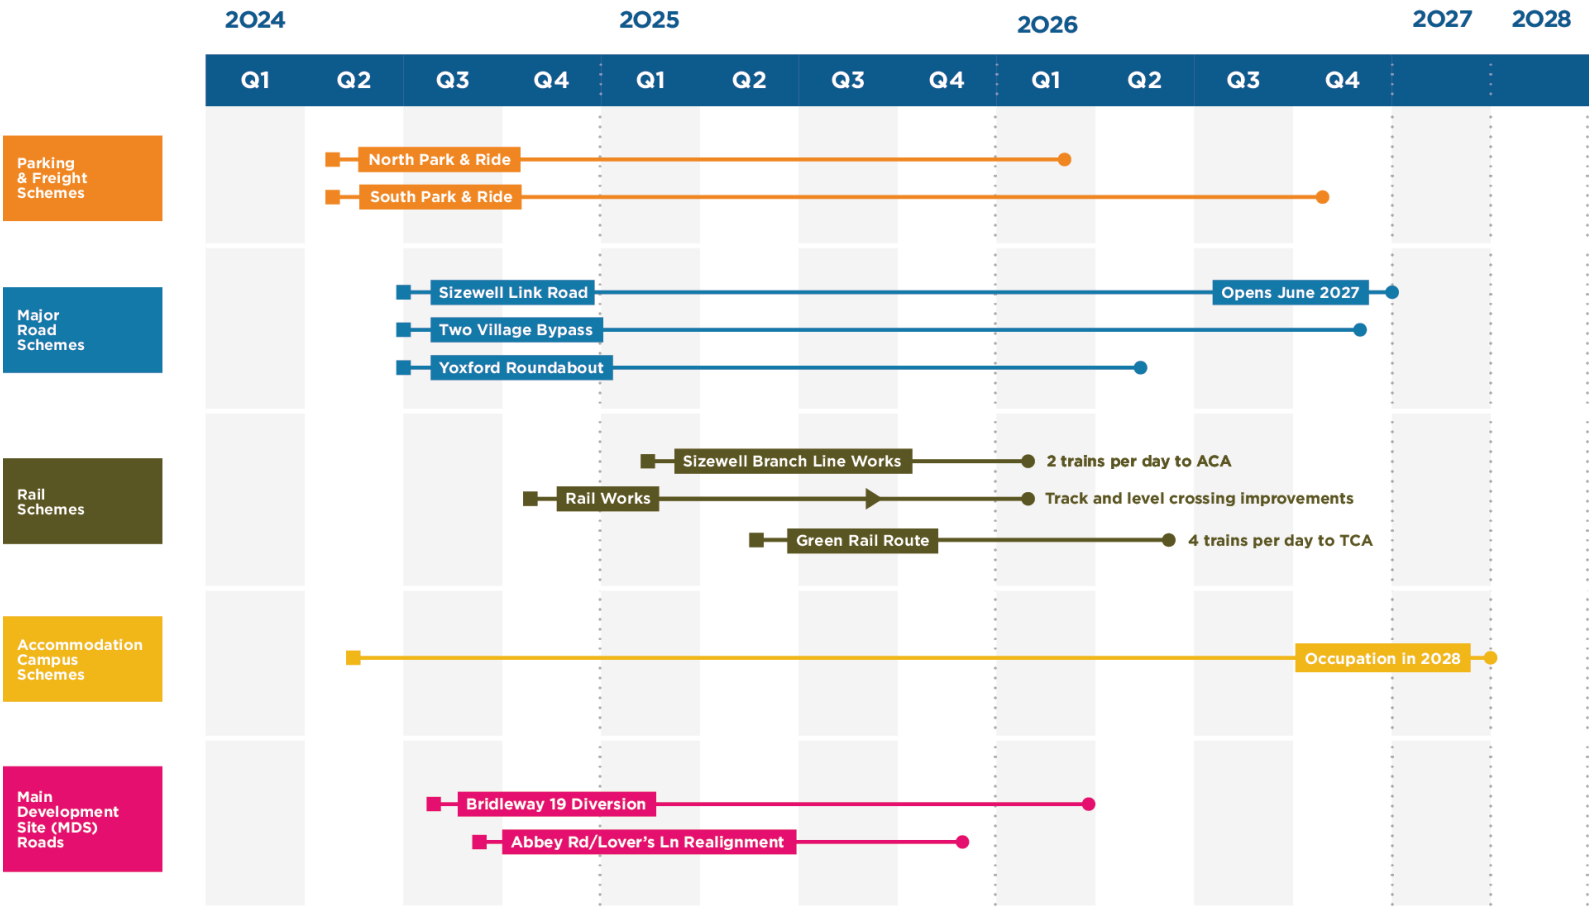 2024 2025 2026 2027 2028
Q1 Q2 Q3 Q4 Q1 Q2 Q3 Q4 Q1 Q2 Q3 Q4
Parking
& Freight
Schemes
North Park & Ride
South Park & Ride
Major
Road
Schemes
Sizewell Link Road Opens June 2027
Two Village Bypass
Yoxford Roundabout
Rail
Schemes
Sizewell Branch Line Works 2 trains per day to ACA
Rail Works Track and level crossing improvements
Green Rail Route 4 trains per day to TCA
Accommodation
Campus
Schemes
Occupation in 2028
Main
Development
Site (MDS)
Roads
Bridleway 19 Diversion
Abbey Rd/Lover's Ln Realignment